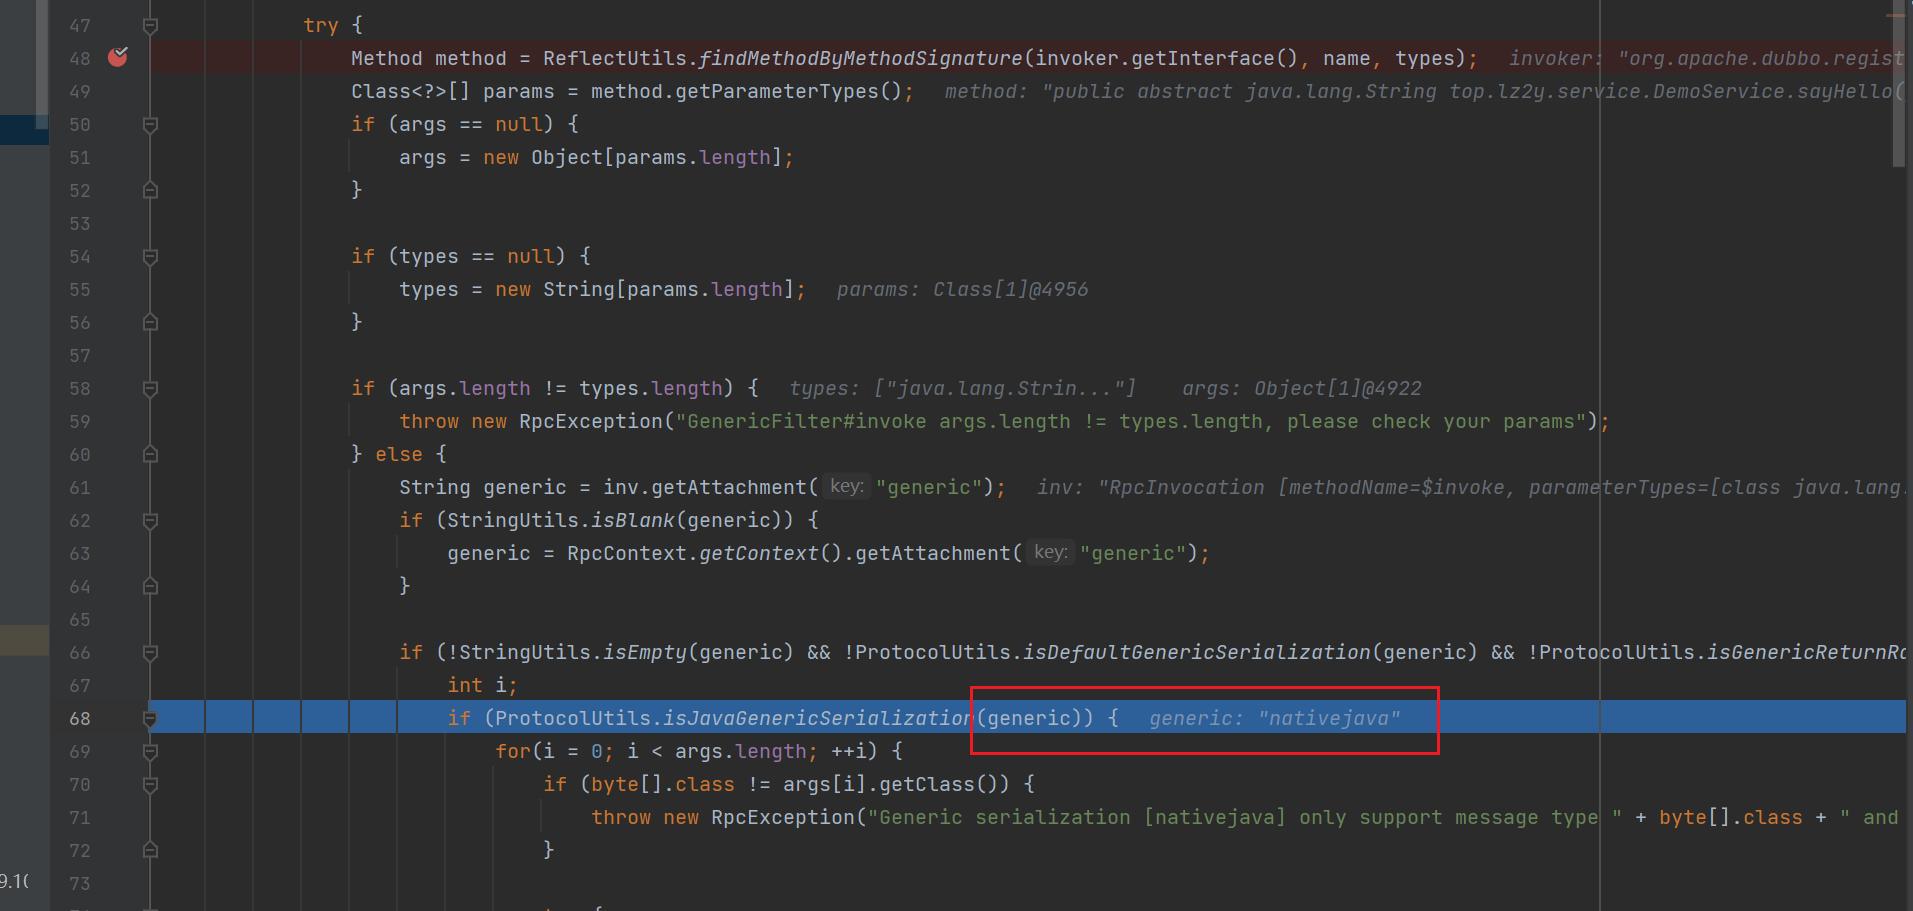 47 try {
48 Method method = ReflectUtils.findMethodByMethodSignature(invoker.getInterface(), name, types); invoker: "org.apache.dubbo.regist
49 Class<?>[] params = method.getParameterTypes(); method: "public abstract java.lang.String top.lz2y.service.DemoService.sayHello(
50 if (args == null) {
51 args = new Object[params.length];
52 }
53
54 if (types == null) {
55 types = new String[params.length]; params: Class[1]@4956
56 }
57
58 if (args.length != types.length) { types: ["java.lang.Strin..."] args: Object[1]@4922
59 throw new RpcException("GenericFilter#invoke args.length != types.length, please check your params");
60 } else {
61 String generic = inv.getAttachment( key: "generic"); inv: "RpcInvocation [methodName=$invoke, parameterTypes=[class java.lang.
62 if (StringUtils.isBlank(generic)) {
63 generic = RpcContext.getContext().getAttachment( key: "generic");
64 }
65
66 if (!StringUtils.isEmpty(generic) && !ProtocolUtils.isDefaultGenericSerialization(generic) && !ProtocolUtils.isGenericReturnRa
67 int i;
68 if (ProtocolUtils.isJavaGenericSerialization(generic)) { generic: "nativejava"
69 for(i = 0; i < args.length; ++i) {
70 if (byte[].class != args[i].getClass()) {
71 throw new RpcException("Generic serialization [nativejava] only support message type " + byte[].class + " and
72 }
9.10
73